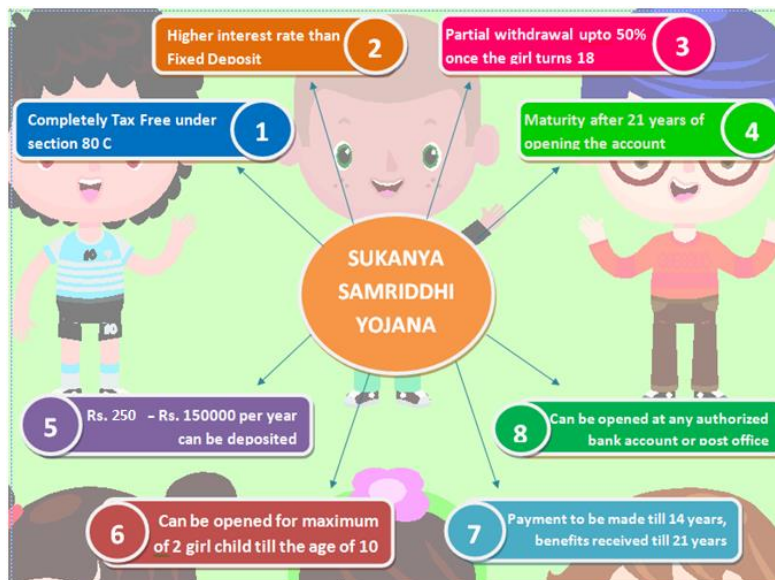 Completely Tax Free under
section 80 C
1
Higher interest rate than
Fixed Deposit
2
Partial withdrawal upto 50%
once the girl turns 18
3
Maturity after 21 years of
opening the account
4
SUKANYA
SAMRIDDHI
YOJANA
5
Rs. 250 – Rs. 150000 per year
can be deposited
6
Can be opened for maximum
of 2 girl child till the age of 10
7
Payment to be made till 14 years,
benefits received till 21 years
8
Can be opened at any authorized
bank account or post office